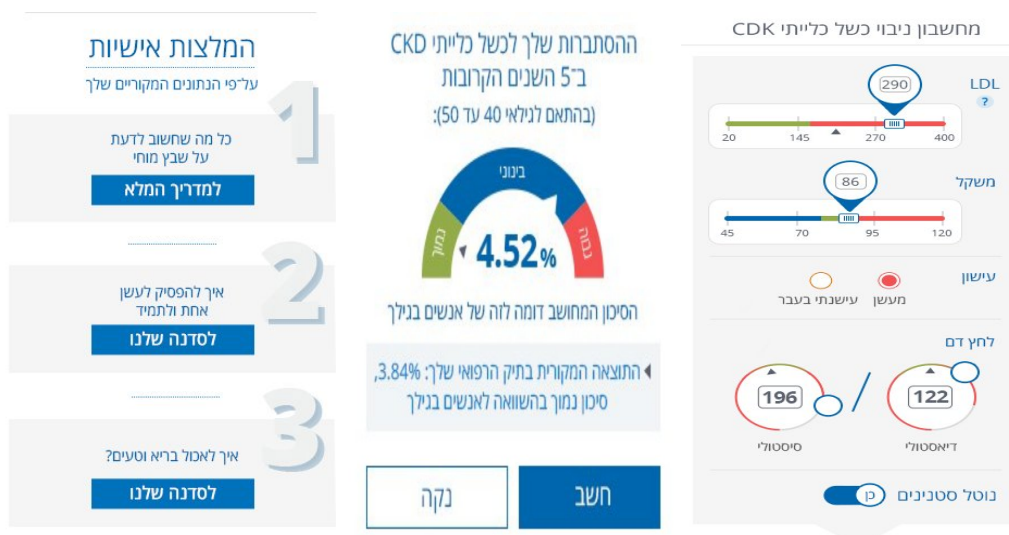 מחשבון ניבוי כשל כלייתי CDK
LDL
?
290
20 145 270 400
משקל
86
45 70 95 120
עישון
מעשן
עישנתי בעבר
לחץ דם
122 / 196
דיאסטולי
סיסטולי
נוטל סטנינים
כן
ההסתברות שלך לכשל כלייתי CKD
ב־5 השנים הקרובות
(בהתאם לגילאי 40 עד 50):
נמוך
בינוני
גבוה
4.52%
הסיכון המחושב דומה לזה של אנשים בגילך
התוצאה המקורית בתיק הרפואי שלך: 3.84%,
סיכון נמוך בהשוואה לאנשים בגילך
חשב
נקה
המלצות אישיות
על־פי הנתונים המקוריים שלך
1
כל מה שחשוב לדעת
על שבץ מוחי
למדריך המלא
2
איך להפסיק לעשן
אחת ולתמיד
לסדנה שלנו
3
איך לאכול בריא וטעים?
לסדנה שלנו